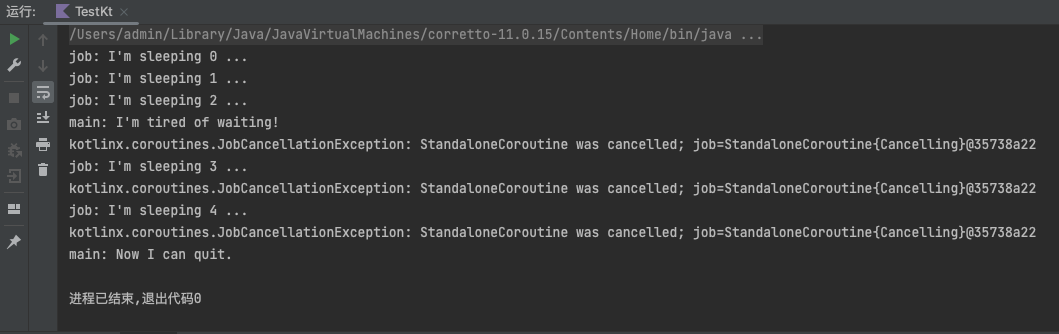 运行: TestKt
/Users/admin/Library/Java/JavaVirtualMachines/corretto-11.0.15/Contents/Home/bin/java ...
job: I'm sleeping 0 ...
job: I'm sleeping 1 ...
job: I'm sleeping 2 ...
main: I'm tired of waiting!
kotlinx.coroutines.JobCancellationException: StandaloneCoroutine was cancelled; job=StandaloneCoroutine{Cancelling}@35738a22
job: I'm sleeping 3 ...
kotlinx.coroutines.JobCancellationException: StandaloneCoroutine was cancelled; job=StandaloneCoroutine{Cancelling}@35738a22
job: I'm sleeping 4 ...
kotlinx.coroutines.JobCancellationException: StandaloneCoroutine was cancelled; job=StandaloneCoroutine{Cancelling}@35738a22
main: Now I can quit.
进程已结束,退出代码0